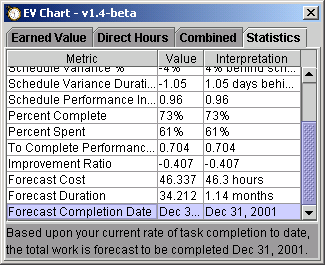 EV Chart - v1.4-beta
Earned Value Direct Hours Combined Statistics
Metric Value Interpretation
Schedule Variance % -4% 4% behind sch...
Schedule Variance Durati... -1.05 1.05 days behi...
Schedule Performance In... 0.96 0.96
Percent Complete 73% 73%
Percent Spent 61% 61%
To Complete Performanc... 0.704 0.704
Improvement Ratio -0.407 -0.407
Forecast Cost 46.337 46.3 hours
Forecast Duration 34.212 1.14 months
Forecast Completion Date Dec 3... Dec 31, 2001
Based upon your current rate of task completion to date,
the total work is forecast to be completed Dec 31, 2001.